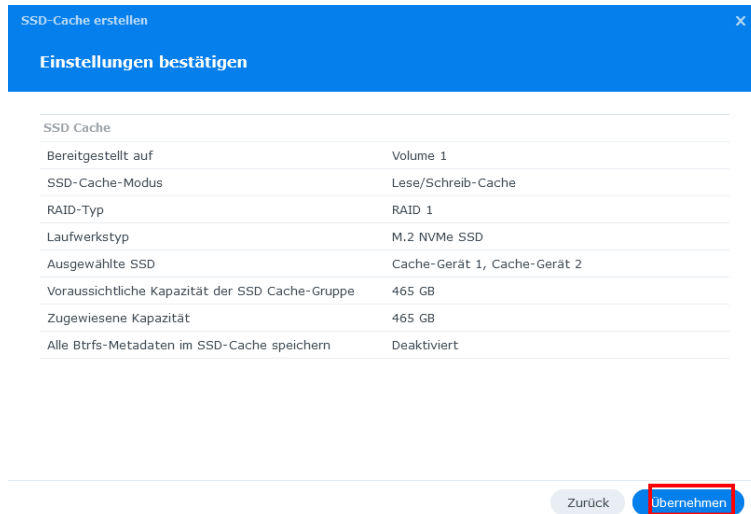 SSD-Cache erstellen
Einstellungen bestätigen
SSD Cache
Bereitgestellt auf Volume 1
SSD-Cache-Modus Lese/Schreib-Cache
RAID-Typ RAID 1
Laufwerkstyp M.2 NVMe SSD
Ausgewählte SSD Cache-Gerät 1, Cache-Gerät 2
Voraussichtliche Kapazität der SSD Cache-Gruppe 465 GB
Zugewiesene Kapazität 465 GB
Alle Btrfs-Metadaten im SSD-Cache speichern Deaktiviert
Zurück Übernehmen